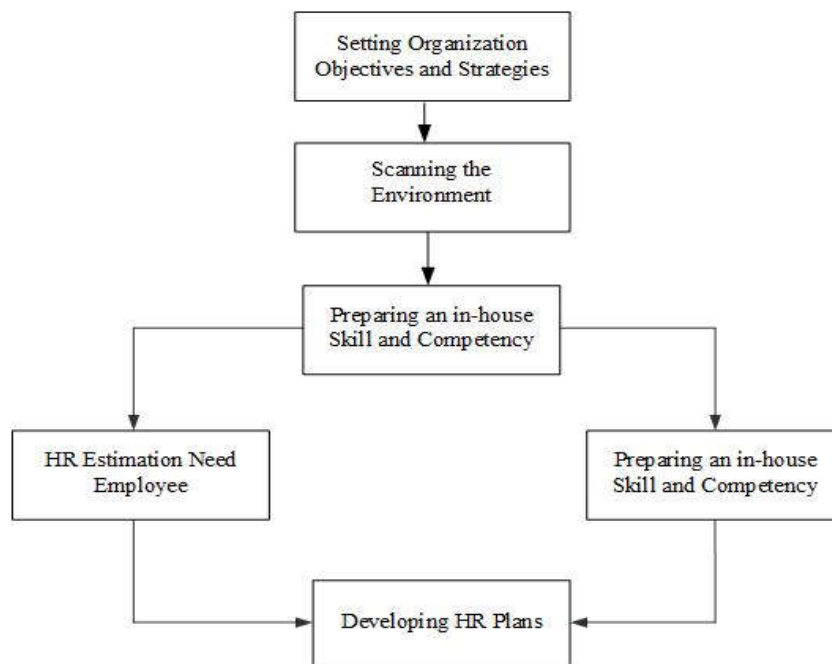 Setting Organization
Objectives and Strategies
Scanning the
Environment
Preparing an in-house
Skill and Competency
HR Estimation Need
Employee
Preparing an in-house
Skill and Competency
Developing HR Plans